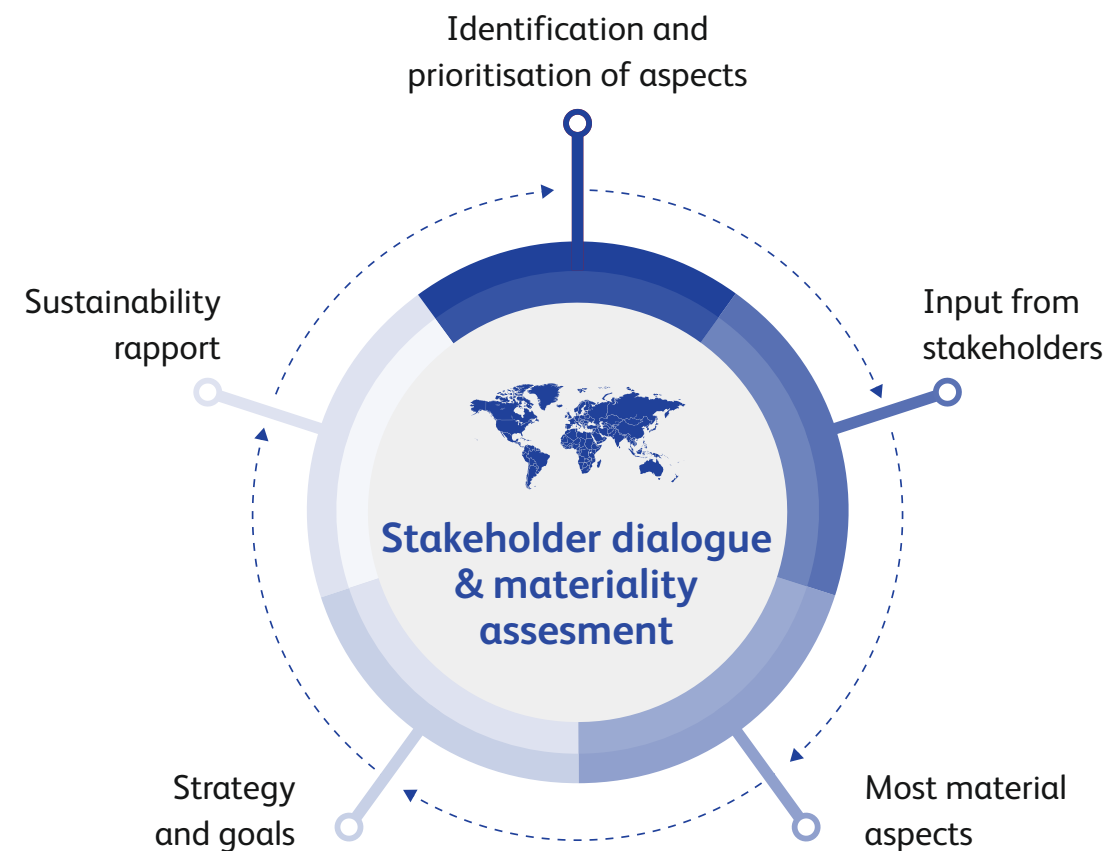 Identification and
prioritisation of aspects
Input from
stakeholders
Most material
aspects
Strategy
and goals
Sustainability
rapport
Stakeholder dialogue
& materiality
assesment